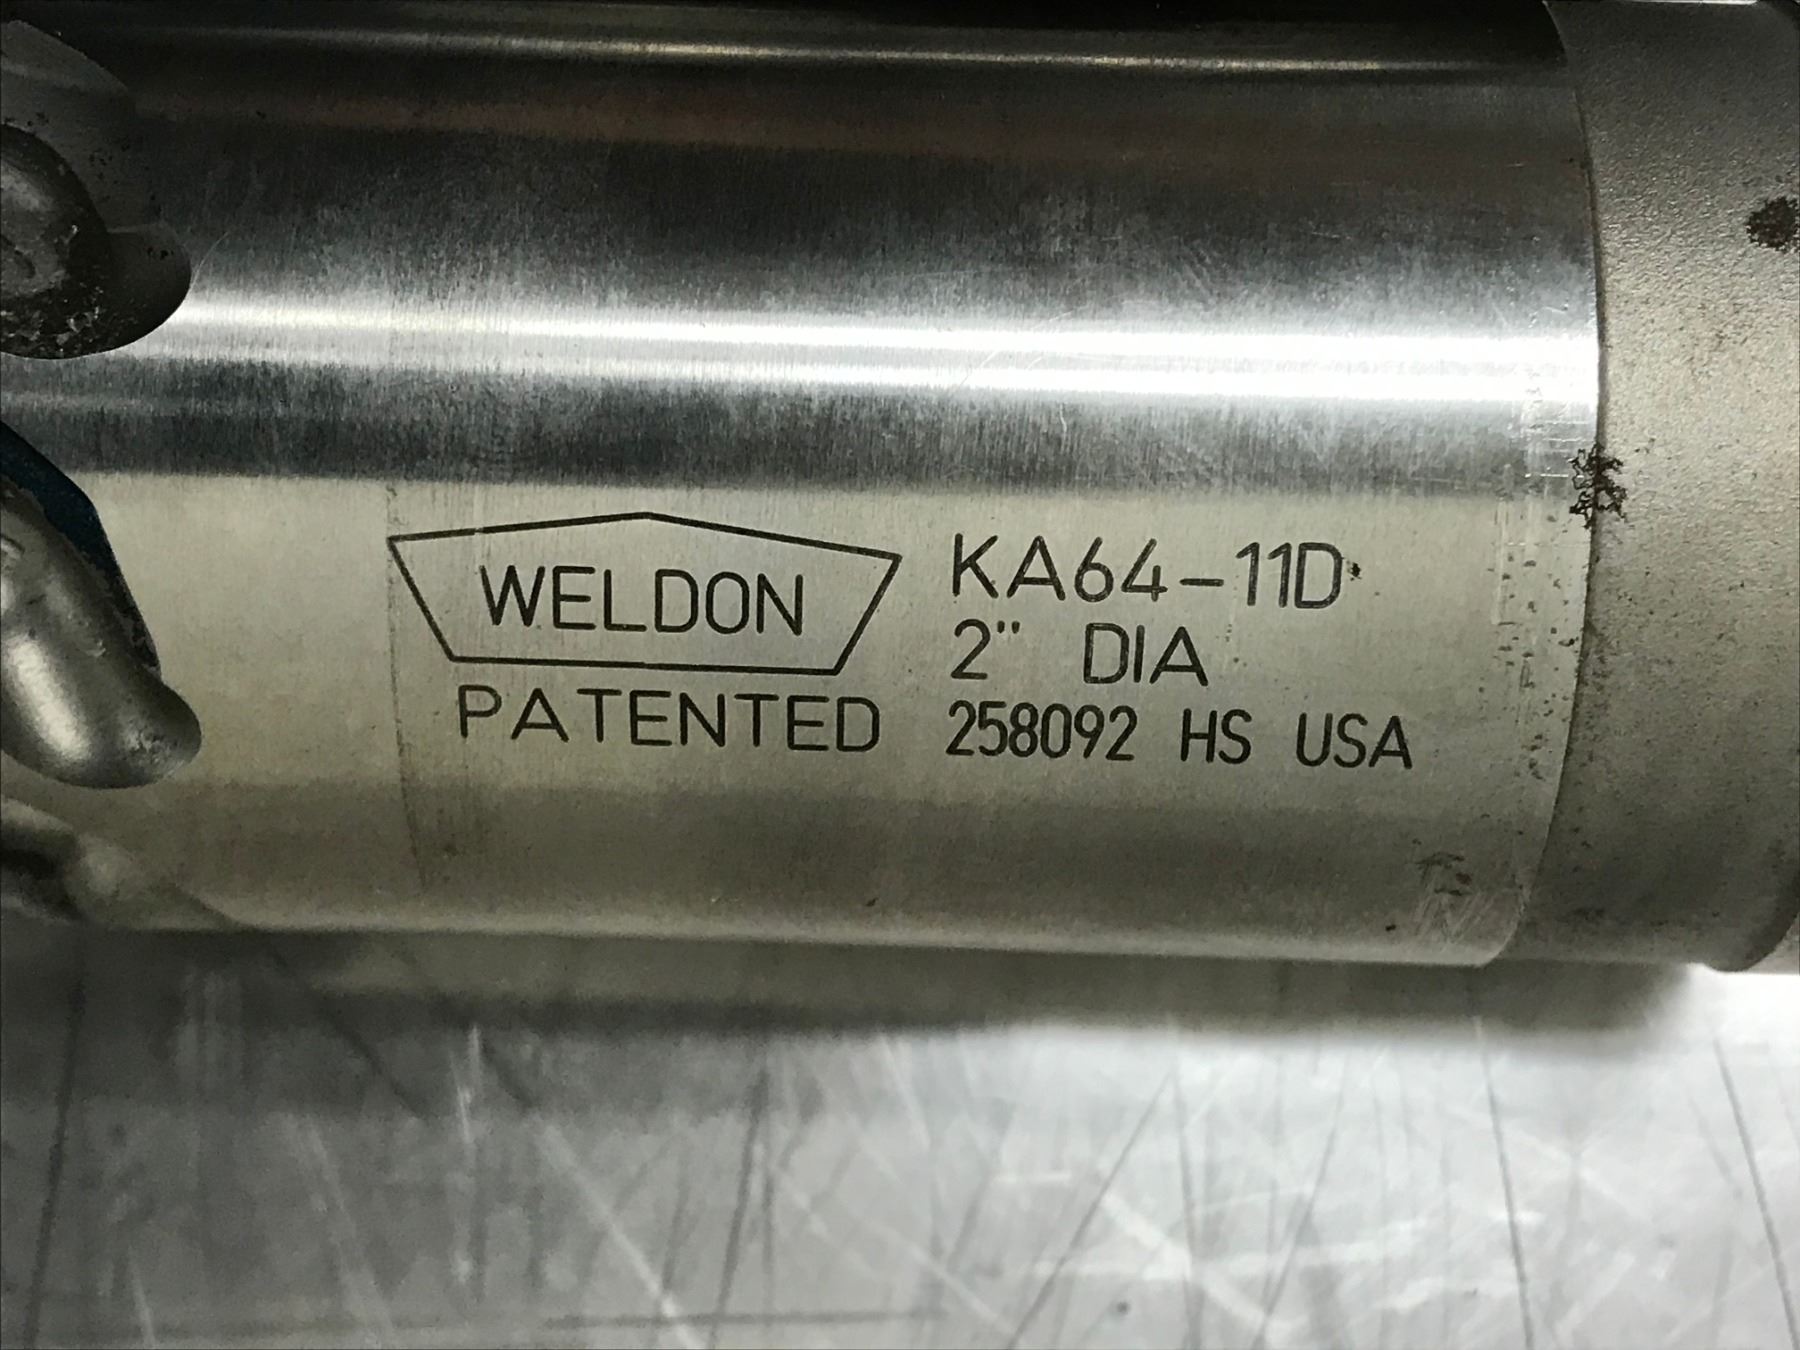 WELDON
PATENTED
KA64-11D
2" DIA
258092 HS USA